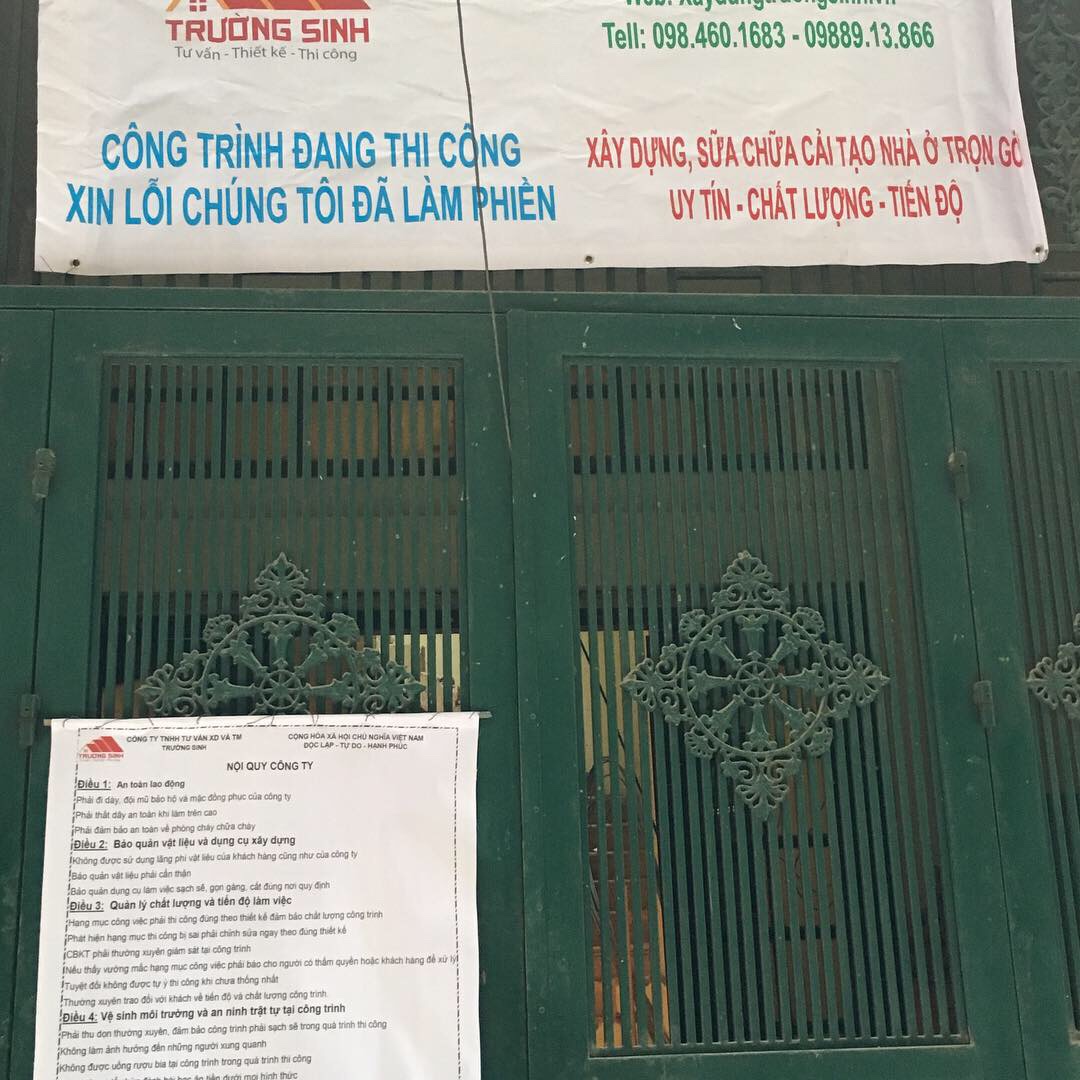 TRƯỜNG SINH
Tư vấn - Thiết kế - Thi công
Tell: 098.460.1683 - 09889.13.866
CÔNG TRÌNH ĐANG THI CÔNG
XIN LỖI CHÚNG TÔI ĐÃ LÀM PHIỀN
XÂY DỰNG, SỮA CHỮA CẢI TẠO NHÀ Ở TRỌN GÓ
UY TÍN - CHẤT LƯỢNG - TIẾN ĐỘ
TRƯỜNG SINH
CÔNG TY TNHH TƯ VẤN XD VÀ TM
TRƯỜNG SINH
CỘNG HÒA XÃ HỘI CHỦ NGHĨA VIỆT NAM
ĐỘC LẬP - TỰ DO - HẠNH PHÚC
NỘI QUY CÔNG TY
Điều 1: An toàn lao động
Phải đi dày, đội mũ bảo hộ và mặc đồng phục của công ty
Phải thắt dây an toàn khi làm trên cao
Phải đảm bảo an toàn về phòng cháy chữa cháy
Điều 2: Bảo quản vật liệu và dụng cụ xây dựng
Không được sử dụng lãng phí vật liệu của khách hàng cũng như của công ty
Bảo quản vật liệu phải cẩn thận
Bảo quản dụng cụ làm việc sạch sẽ, gọn gàng, cất đúng nơi quy định
Điều 3: Quản lý chất lượng và tiến độ làm việc
Hạng mục công việc phải thi công đúng theo thiết kế đảm bảo chất lượng công trình
Phát hiện hạng mục thi công bị sai phải chỉnh sửa ngay theo đúng thiết kế
CBKT phải thường xuyên giám sát tại công trình
Nếu thấy vướng mắc hạng mục công việc phải báo cho người có thẩm quyền hoặc khách hàng để xử lý
Tuyệt đối không được tự ý thi công khi chưa thống nhất
Thường xuyên trao đổi với khách về tiến độ và chất lượng công trình.
Điều 4: Vệ sinh môi trường và an ninh trật tự tại công trình
Phải thu dọn thường xuyên, đảm bảo công trình phải sạch sẽ trong quá trình thi công
Không làm ảnh hưởng đến những người xung quanh
Không được uống rượu bia tại công trình trong quá trình thi công
đánh bài bạc ăn tiền dưới mọi hình thức